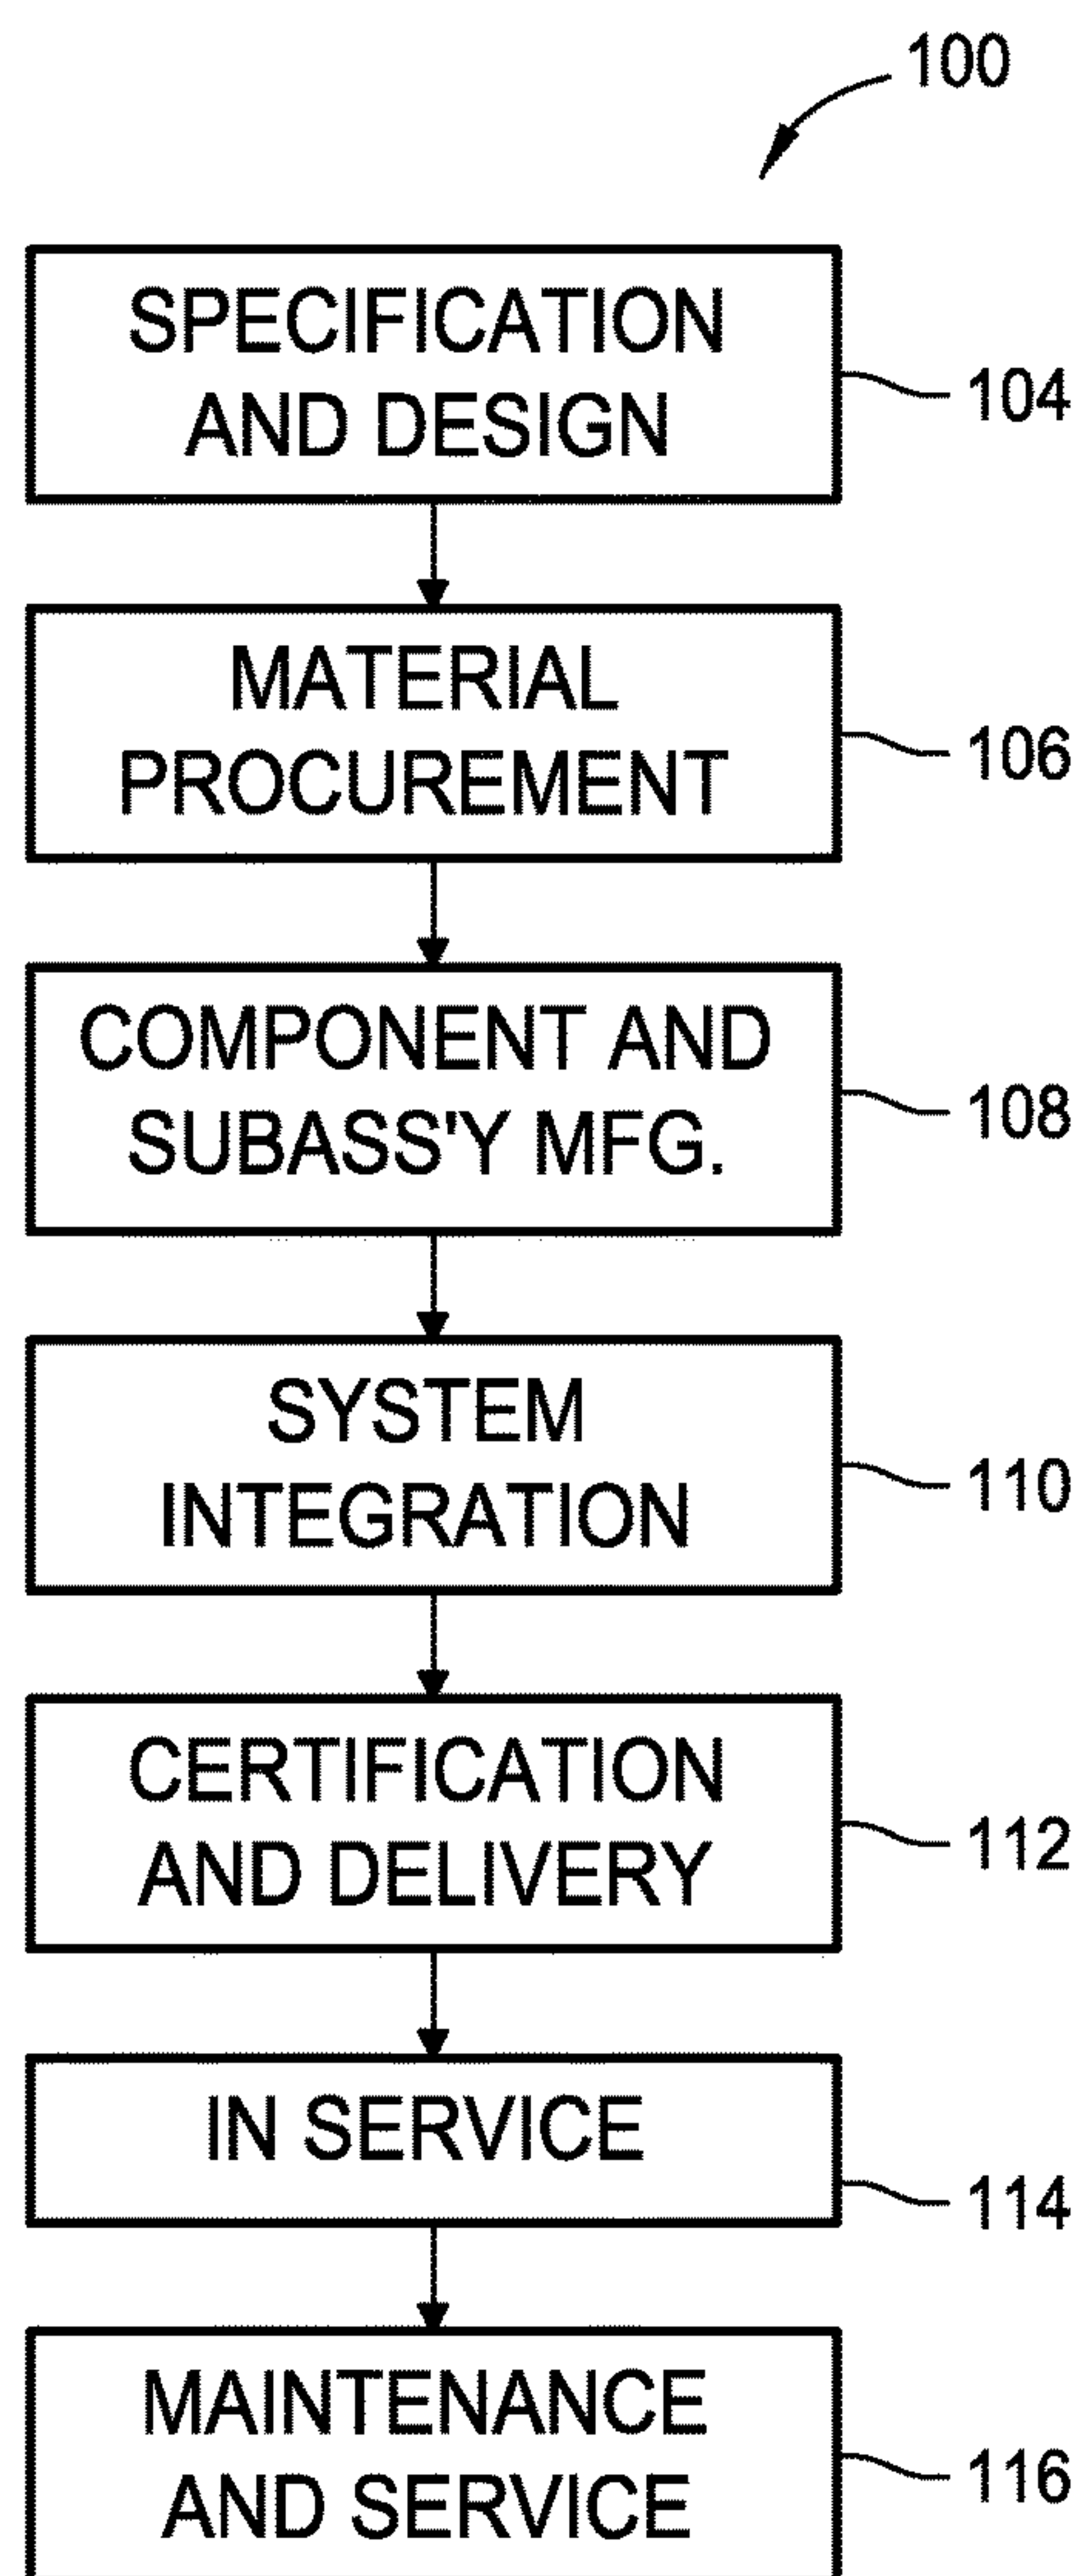 100
SPECIFICATION
AND DESIGN
104
MATERIAL
PROCUREMENT
106
COMPONENT AND
SUBASS'Y MFG.
108
SYSTEM
INTEGRATION
110
CERTIFICATION
AND DELIVERY
112
IN SERVICE
114
MAINTENANCE
AND SERVICE
116